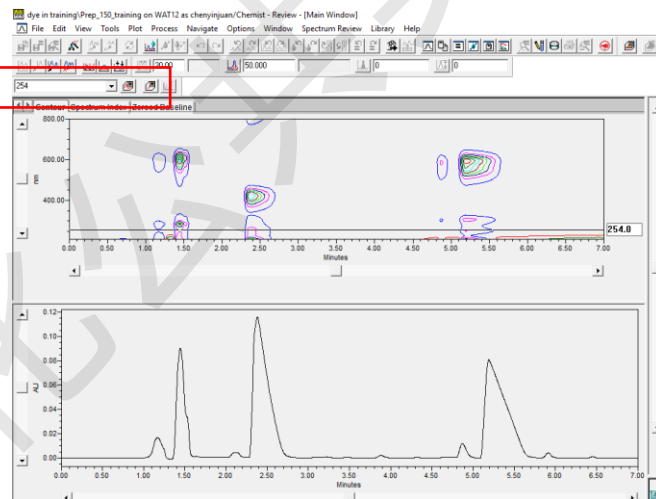 dye in training\Prep_150_training on WAT12 as chenyinjuan/Chemist - Review - [Main Window]
File Edit View Tools Plot Process Navigate Options Window Spectrum Review Library Help
20.00 50.000 0 0
254
Contour Spectrum Index Zeroed Baseline
800.00
600.00
nm
400.00
254.0
0.00 0.50 1.00 1.50 2.00 2.50 3.00 3.50 4.00 4.50 5.00 5.50 6.00 6.50 7.00
Minutes
0.12
0.10
0.08
0.06
AU
0.04
0.02
0.00
0.00 0.50 1.00 1.50 2.00 2.50 3.00 3.50 4.00 4.50 5.00 5.50 6.00 6.50 7.00
Minutes